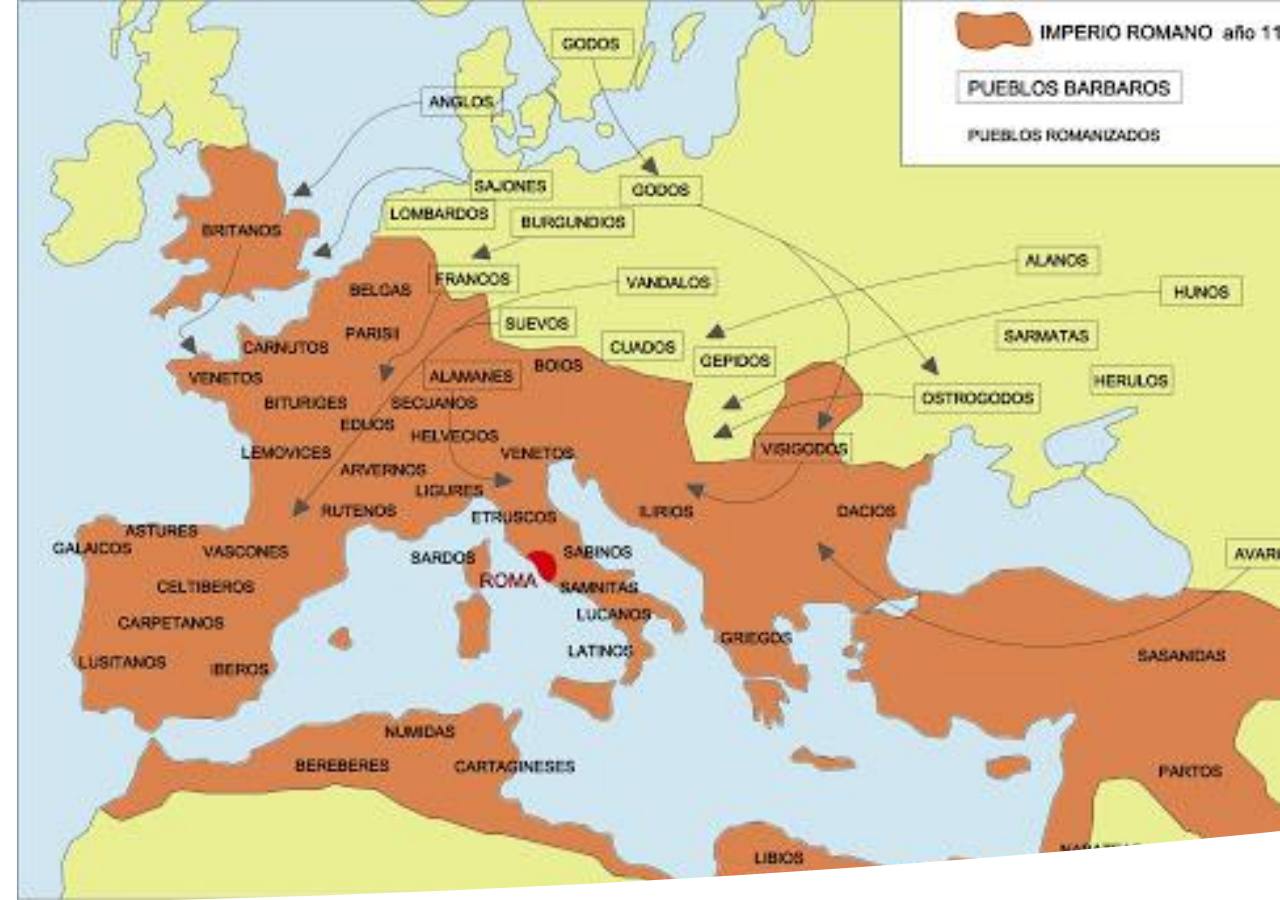 IMPERIO ROMANO año 11
PUEBLOS BARBAROS
PUEBLOS ROMANIZADOS
GODOS
ANGLOS
SAJONES
GODOS
LOMBARDOS
BURGUNDIOS
BRITANOS
ALANOS
FRANCOS
VANDALOS
HUNOS
BELGAS
SUEVOS
PARISII
SARMATAS
CARNUTOS
CUADOS
GEPIDOS
BOIOS
VENETOS
ALAMANES
HERULOS
BITURIGES
SECUANOS
OSTROGODOS
EDUOS
HELVECIOS
LEMOVICES
VENETOS
VISIGODOS
ARVERNOS
LIGURES
RUTENOS
ETRUSCOS
ILIRIOS
DACIOS
ASTURES
GALAICOS
VASCONES
SARDOS
SABINOS
AVAR
ROMA
CELTIBEROS
SAMNITAS
CARPETANOS
LUCANOS
GRIEGOS
LATINOS
LUSITANOS
IBEROS
SASANIDAS
NUMIDAS
BEREBERES
CARTAGINESES
PARTOS
LIBIOS